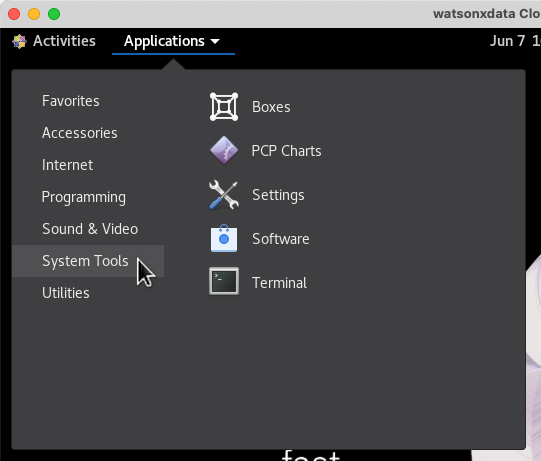 watsonxdata Clo
Activities Applications Jun 7 1
Favorites
Accessories
Internet
Programming
Sound & Video
System Tools
Utilities
Boxes
PCP Charts
Settings
Software
Terminal